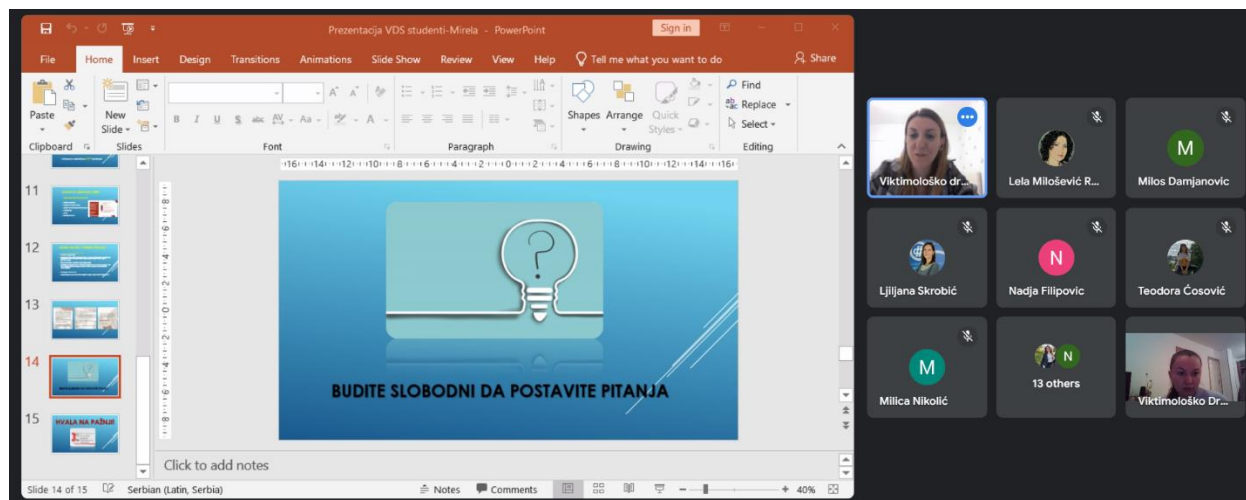 Prezentacija VDS studenti-Mirela - PowerPoint
Sign in
File Home Insert Design Transitions Animations Slide Show Review View Help Tell me what you want to do Share
Paste
New
Slide
Aa
A
Shapes Arrange Quick
Styles
Find
Replace
Select
Clipboard Slides Font Paragraph Drawing Editing
11
12
13
14
15
HVALA NA PAŽNJI
?
BUDITE SLOBODNI DA POSTAVITE PITANJA
Click to add notes
Slide 14 of 15 Serbian (Latin, Serbia) Notes Comments 40%
Viktimološko dr...
Lela Milošević R...
M
Milos Damjanovic
Ljiljana Skrobić
N
Nadja Filipovic
Teodora Ćosović
M
Milica Nikolić
N
13 others
Viktimološko Dr...